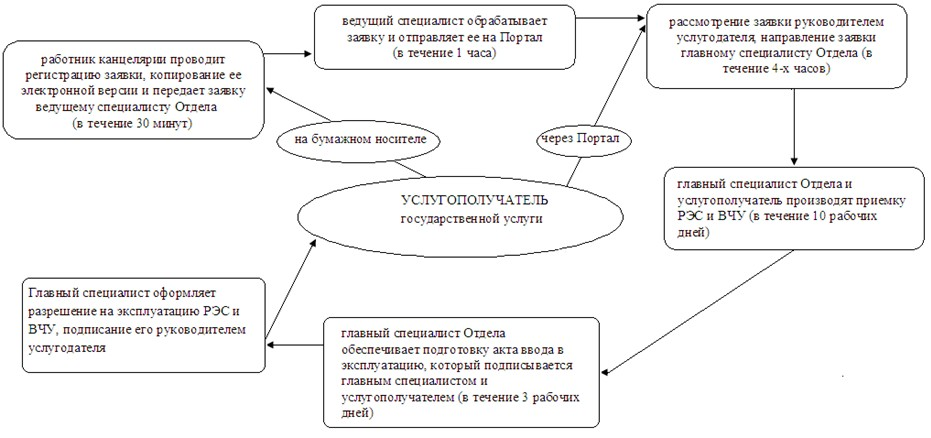 ведущий специалист обрабатывает
заявку и отправляет ее на Портал
(в течение 1 часа)
рассмотрение заявки руководителем
услугодателя, направление заявки
главному специалисту Отдела (в
течение 4-х часов)
работник канцелярии проводит
регистрацию заявки, копирование ее
электронной версии и передает заявку
ведущему специалисту Отдела
(в течение 30 минут)
на бумажном носителе
через Портал
УСЛУГОПОЛУЧАТЕЛЬ
государственной услуги
главный специалист Отдела и
услугополучатель производят приемку
РЭС и ВЧУ (в течение 10 рабочих
дней)
Главный специалист оформляет
разрешение на эксплуатацию РЭС и
ВЧУ, подписание его руководителем
услугодателя
главный специалист Отдела
обеспечивает подготовку акта ввода в
эксплуатацию, который подписывается
главным специалистом и
услугополучателем (в течение 3 рабочих
дней)